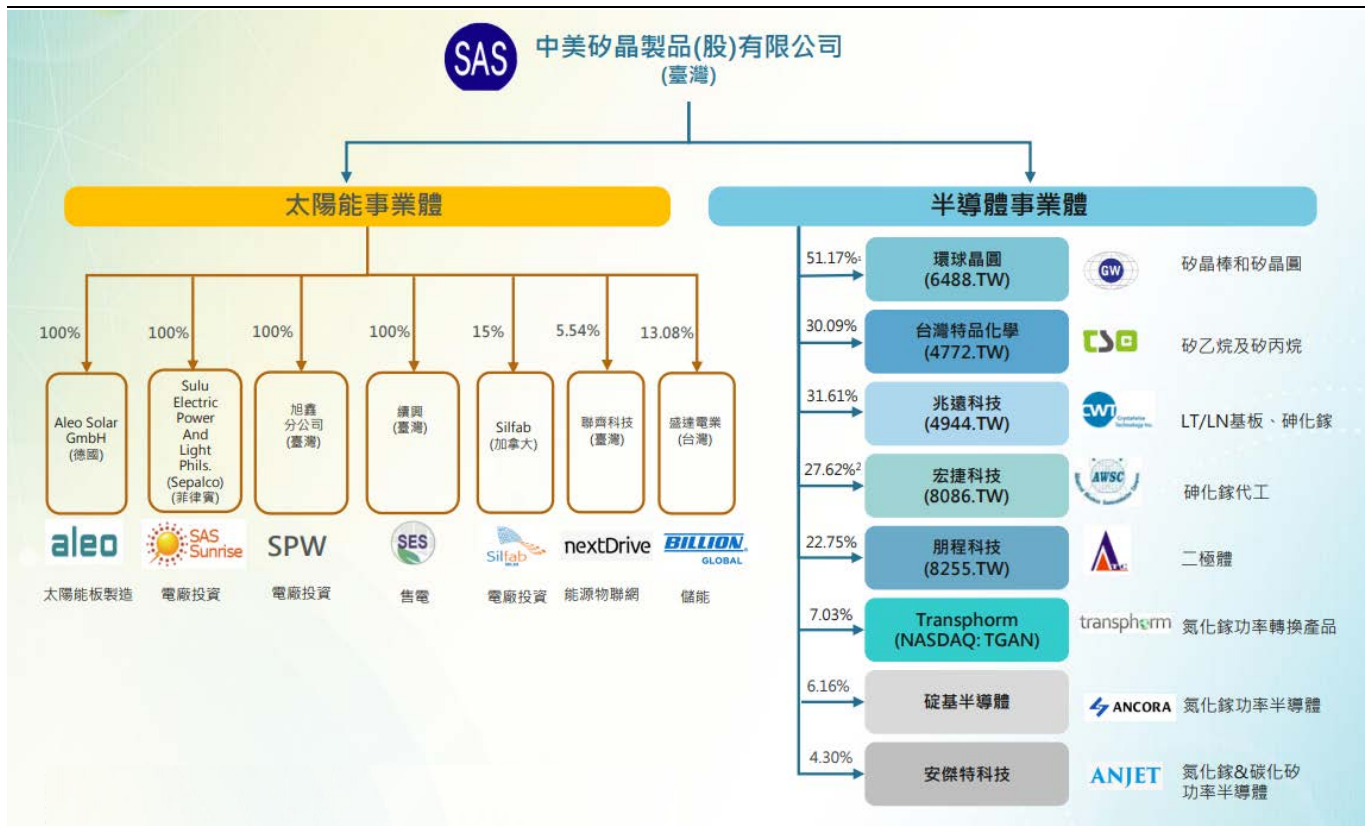 SAS
中美矽晶製品(股)有限公司
(臺灣)
太陽能事業體
100%
100%
100%
100%
15%
5.54%
13.08%
Aleo Solar
GmbH
(德國)
Sulu
Electric
Power
And
Light
Phils.
(Sepalco)
(菲律賓)
旭鑫
分公司
(臺灣)
續興
(臺灣)
Silfab
(加拿大)
聯齊科技
(臺灣)
盛達電業
(台灣)
aleo
SAS
Sunrise
SPW
SES
Silfab
SOLAR
nextDrive
BILLION
GLOBAL
太陽能板製造
電廠投資
電廠投資
售電
電廠投資
能源物聯網
儲能
半導體事業體
51.17%¹
環球晶圓
(6488.TW)
GW
矽晶棒和矽晶圓
30.09%
台灣特品化學
(4772.TW)
TSC
矽乙烷及矽丙烷
31.61%
兆遠科技
(4944.TW)
CWT
Crystalwise
Technology Inc.
LT/LN基板、砷化鎵
27.62%²
宏捷科技
(8086.TW)
AWSC
砷化鎵代工
22.75%
朋程科技
(8255.TW)
二極體
7.03%
Transphorm
(NASDAQ: TGAN)
transphorm
氮化鎵功率轉換產品
6.16%
碇基半導體
ANCORA
氮化鎵功率半導體
4.30%
安傑特科技
ANJET
氮化鎵&碳化矽
功率半導體